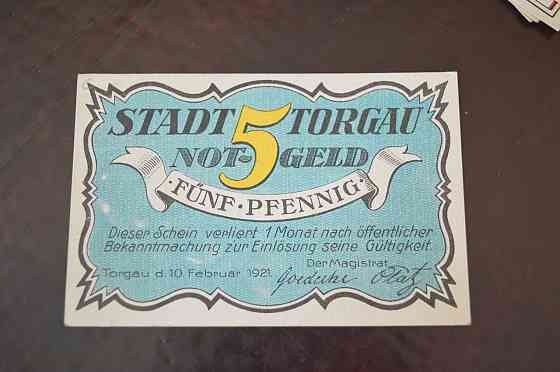 STADT 5 TORGAU
NOT-GELD
·FÜNF·PFENNIG·
Dieser Schein verliert 1 Monat nach öffentlicher
Bekanntmachung zur Einlösung seine Gültigkeit.
Der Magistrat
Torgau d. 10. Februar 1921.